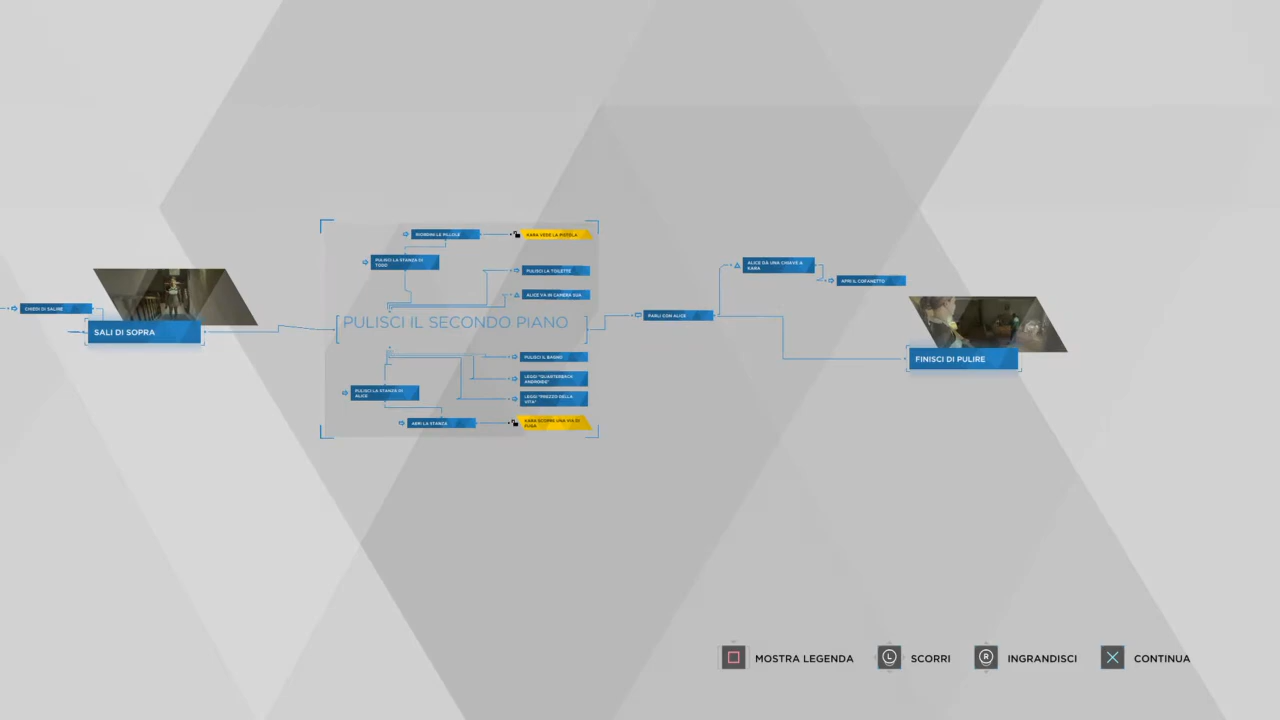 CHIEDI DI SALIRE
SALI DI SOPRA
RIORDINI LE PILLOLE
KARA VEDE LA PISTOLA
PULISCI LA STANZA DI
TODD
PULISCI LA TOILETTE
ALICE VA IN CAMERA SUA
PULISCI IL SECONDO PIANO
PULISCI IL BAGNO
LEGGI "QUARTERBACK
ANDROIDE"
PULISCI LA STANZA DI
ALICE
LEGGI "PREZZO DELLA
VITA"
APRI LA STANZA
KARA SCOPRE UNA VIA DI
FUGA
PARLI CON ALICE
ALICE DÀ UNA CHIAVE A
KARA
APRI IL COFANETTO
FINISCI DI PULIRE
MOSTRA LEGENDA
L
SCORRI
R
INGRANDISCI
CONTINUA